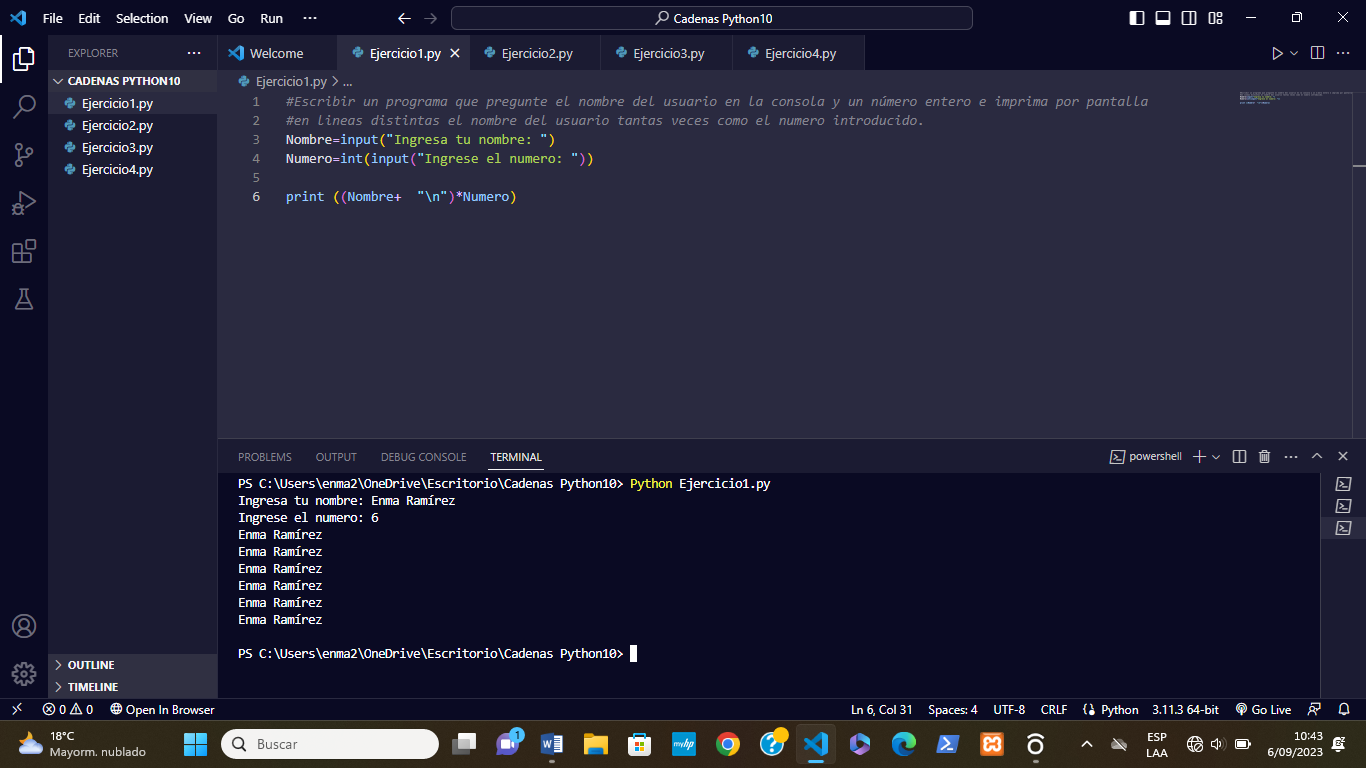 File Edit Selection View Go Run ··· Cadenas Python10
EXPLORER ··· Welcome Ejercicio1.py Ejercicio2.py Ejercicio3.py Ejercicio4.py
CADENAS PYTHON10
Ejercicio1.py
Ejercicio2.py
Ejercicio3.py
Ejercicio4.py
Ejercicio1.py > ...
1 #Escribir un programa que pregunte el nombre del usuario en la consola y un número entero e imprima por pantalla
2 #en lineas distintas el nombre del usuario tantas veces como el numero introducido.
3 Nombre=input("Ingresa tu nombre: ")
4 Numero=int(input("Ingrese el numero: "))
5
6 print ((Nombre+  "\n")*Numero)
PROBLEMS OUTPUT DEBUG CONSOLE TERMINAL powershell
PS C:\Users\enma2\OneDrive\Escritorio\Cadenas Python10> Python Ejercicio1.py
Ingresa tu nombre: Enma Ramírez
Ingrese el numero: 6
Enma Ramírez
Enma Ramírez
Enma Ramírez
Enma Ramírez
Enma Ramírez
Enma Ramírez
PS C:\Users\enma2\OneDrive\Escritorio\Cadenas Python10>
OUTLINE
TIMELINE
0 0 Open In Browser Ln 6, Col 31 Spaces: 4 UTF-8 CRLF Python 3.11.3 64-bit Go Live
18°C
Mayorm. nublado
Buscar
1
myhp
ESP
LAA
10:43
6/09/2023